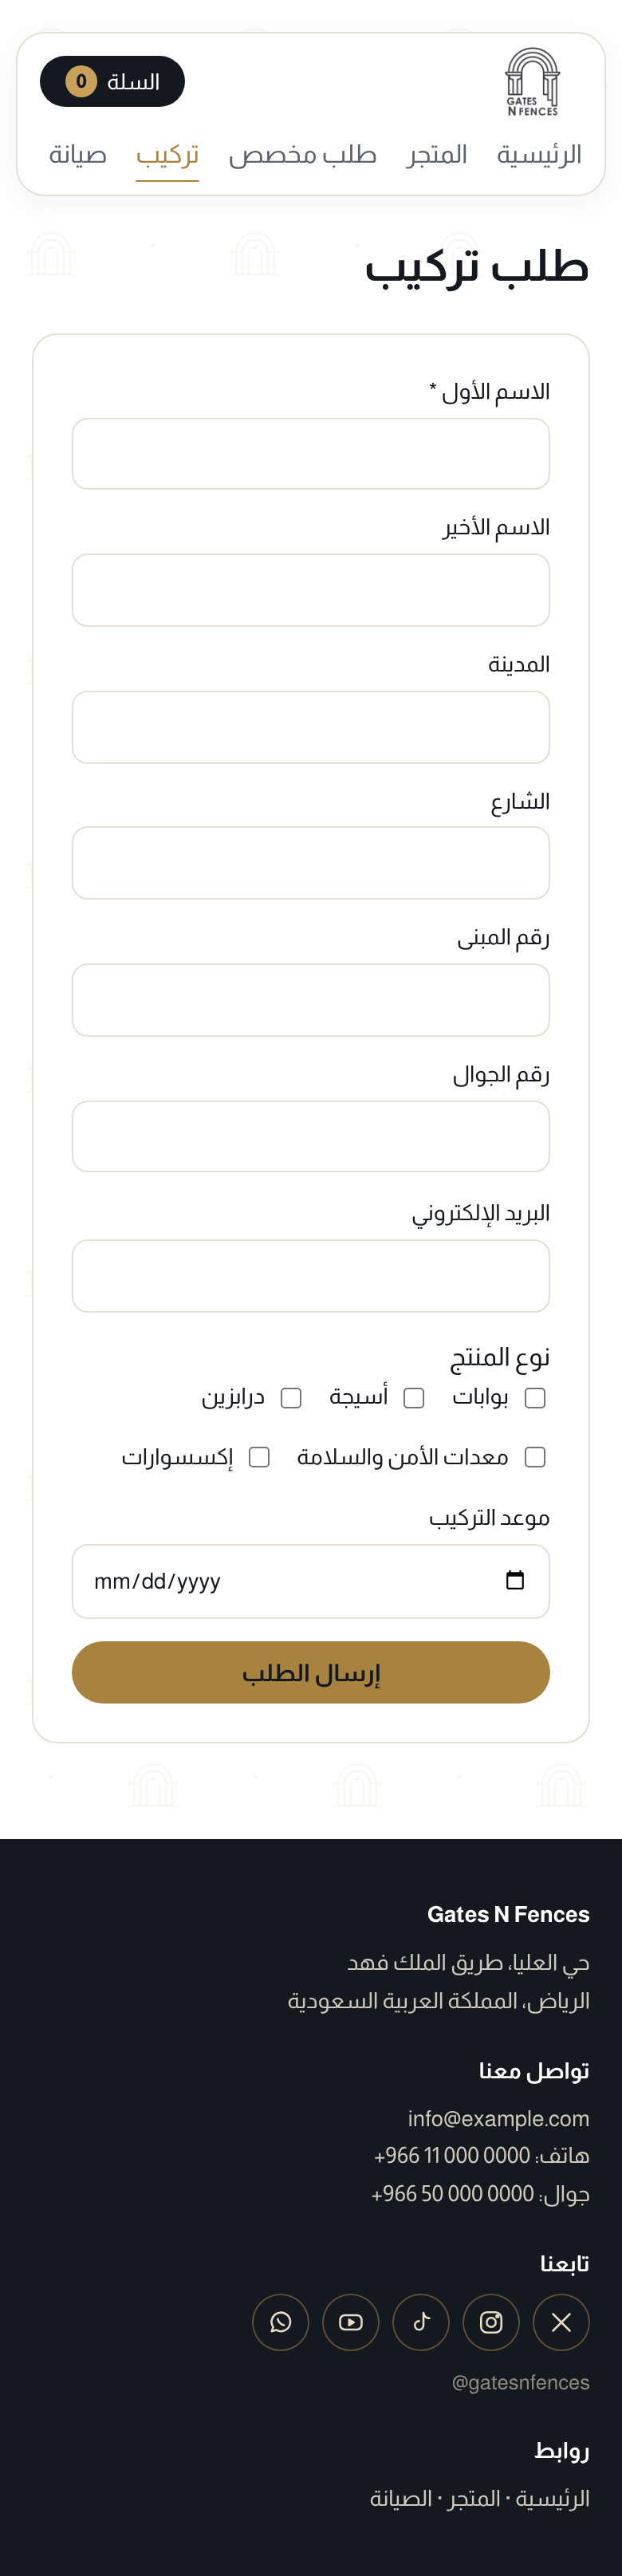 GATES
N FENCES
السلة 0
الرئيسية المتجر طلب مخصص تركيب صيانة
طلب تركيب
الاسم الأول *
الاسم الأخير
المدينة
الشارع
رقم المبنى
رقم الجوال
البريد الإلكتروني
نوع المنتج
بوابات أسيجة درابزين
معدات الأمن والسلامة إكسسوارات
موعد التركيب
mm/dd/yyyy
إرسال الطلب
Gates N Fences
حي العليا، طريق الملك فهد
الرياض، المملكة العربية السعودية
تواصل معنا
info@example.com
هاتف: 0000 000 11 966+
جوال: 0000 000 50 966+
تابعنا
@gatesnfences
روابط
الرئيسية · المتجر · الصيانة